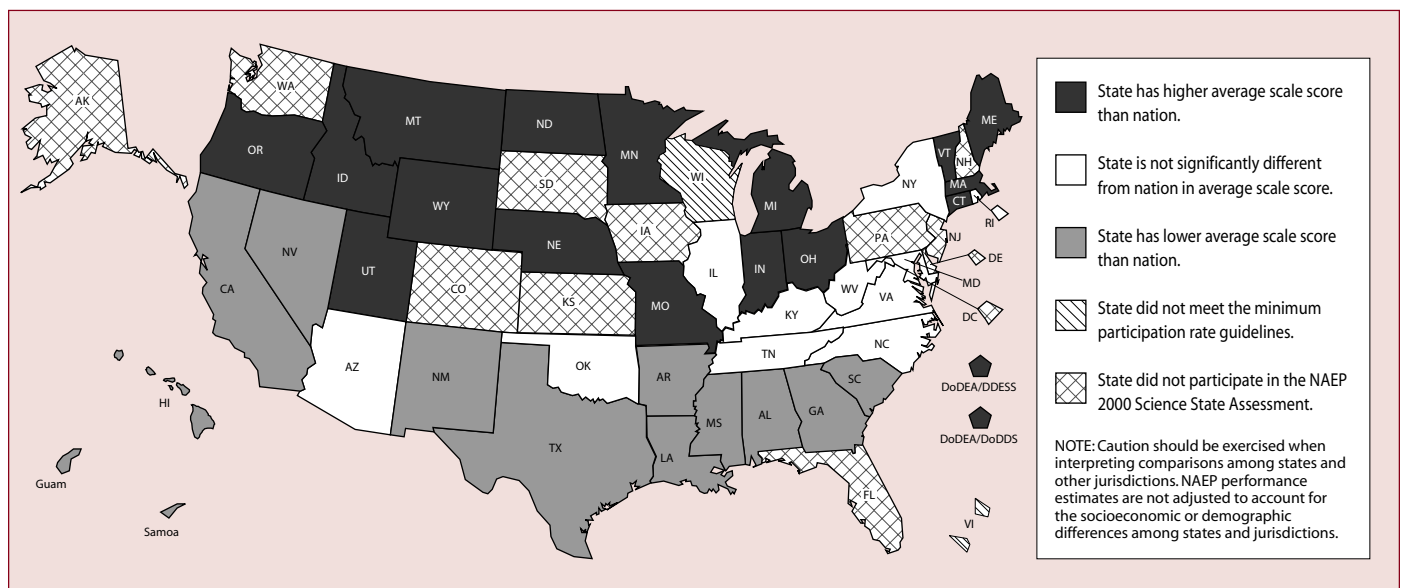 AK
WA
OR
MT
ID
WY
ND
SD
MN
NE
IA
WI
MI
NV
UT
CO
KS
CA
AZ
NM
OK
TX
MO
AR
LA
IL
IN
OH
KY
TN
MS
AL
GA
FL
SC
NC
VA
WV
PA
NY
VT
NH
ME
MA
CT
RI
NJ
DE
MD
DC
HI
Guam
Samoa
VI
DoDEA/DDESS
DoDEA/DoDDS
State has higher average scale score
than nation.
State is not significantly different
from nation in average scale score.
State has lower average scale score
than nation.
State did not meet the minimum
participation rate guidelines.
State did not participate in the NAEP
2000 Science State Assessment.
NOTE: Caution should be exercised when
interpreting comparisons among states and
other jurisdictions. NAEP performance
estimates are not adjusted to account for
the socioeconomic or demographic
differences among states and jurisdictions.